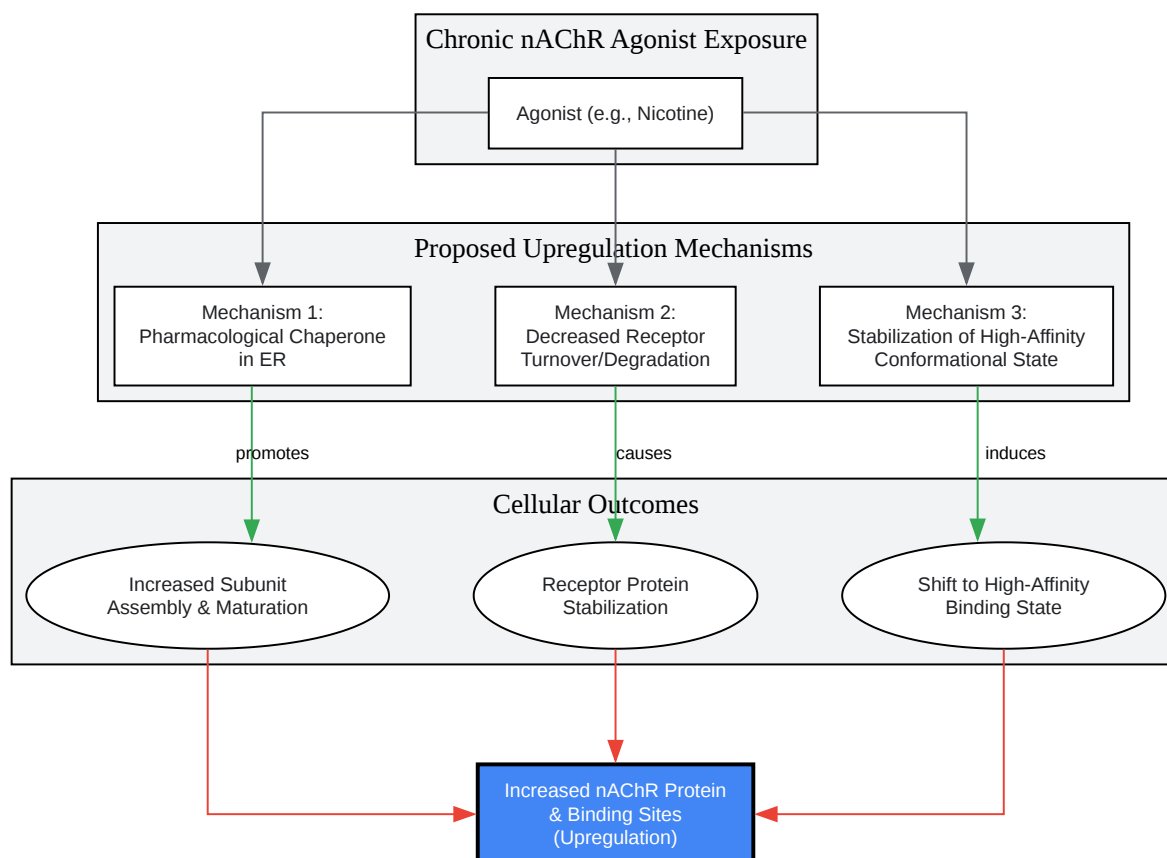 Chronic nAChR Agonist Exposure
Agonist (e.g., Nicotine)
Proposed Upregulation Mechanisms
Mechanism 1:
Pharmacological Chaperone
in ER
Mechanism 2:
Decreased Receptor
Turnover/Degradation
Mechanism 3:
Stabilization of High-Affinity
Conformational State
promotes
causes
induces
Cellular Outcomes
Increased Subunit
Assembly & Maturation
Receptor Protein
Stabilization
Shift to High-Affinity
Binding State
Increased nAChR Protein
& Binding Sites
(Upregulation)